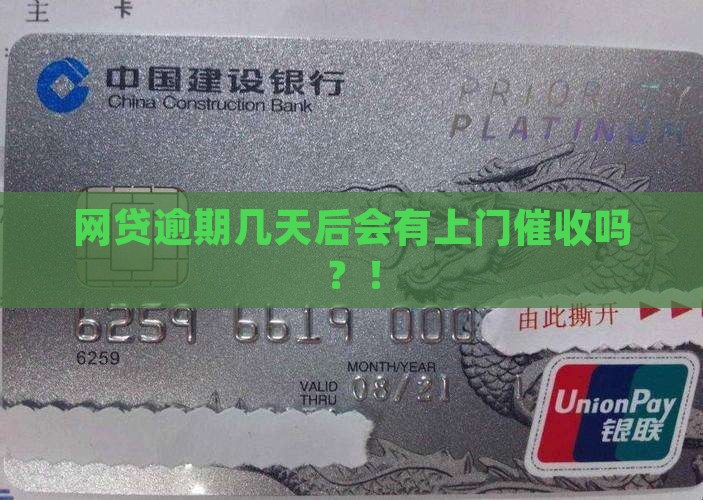 主 卡
中国建设银行
China Construction Bank
PRIORITY
PLATINUM
网贷逾期几天后会有上门催收吗
？！
6259 6619 000
由此撕开
6259
MONTH/YEAR
VALID THRU 08/21
UnionPay
银联